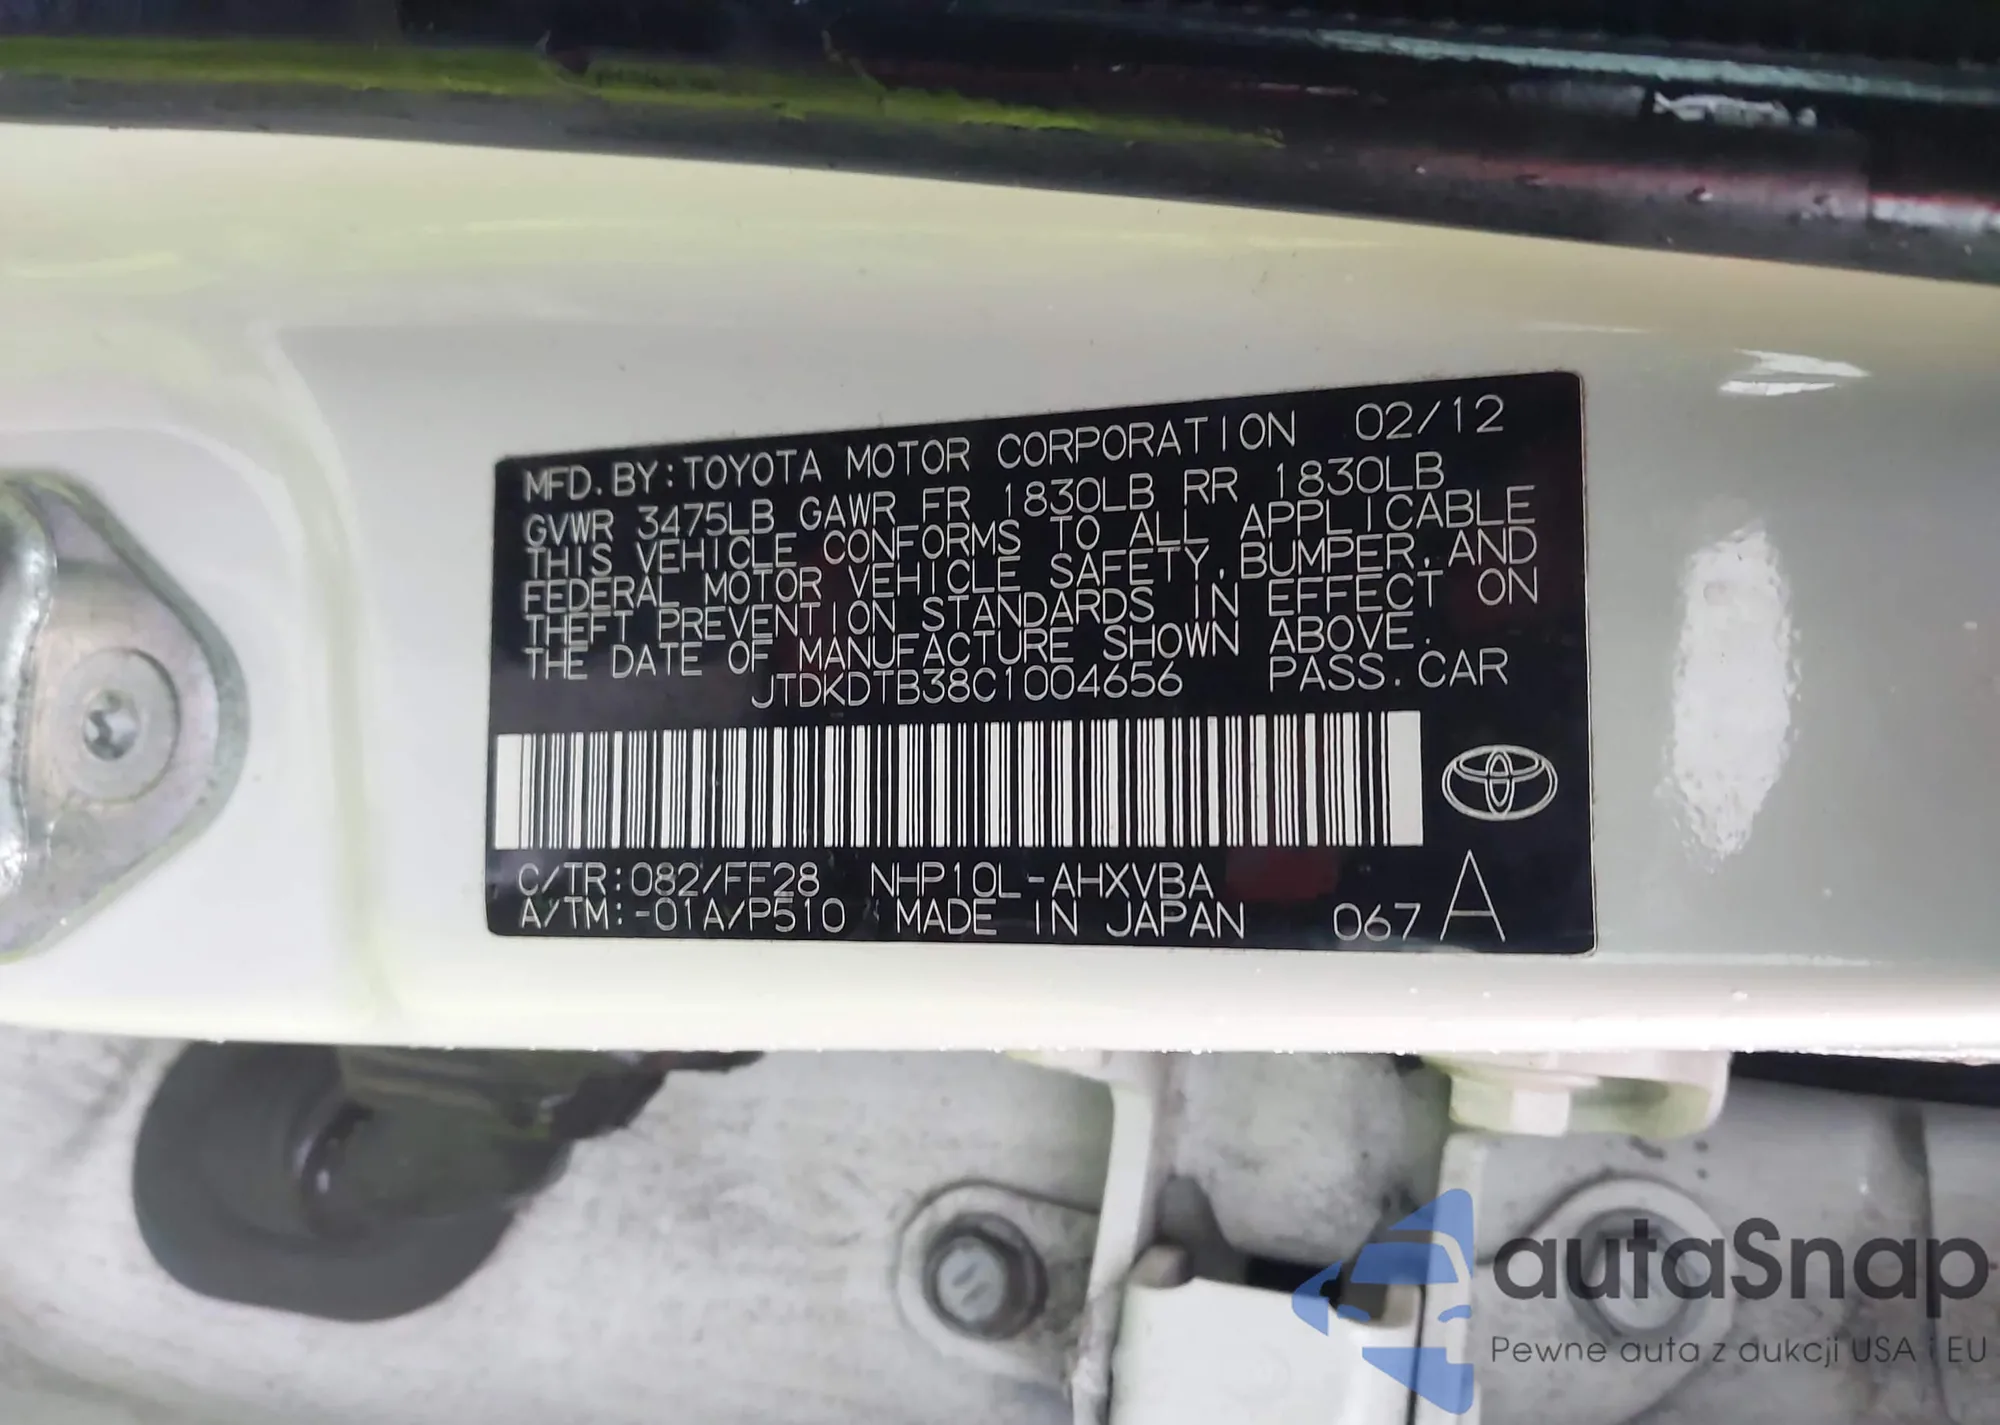 MFD. BY: TOYOTA MOTOR CORPORATION 02/12
GVWR 3475LB GAWR FR 1830LB RR 1830LB
THIS VEHICLE CONFORMS TO ALL APPLICABLE
FEDERAL MOTOR VEHICLE SAFETY, BUMPER, AND
THEFT PREVENTION STANDARDS IN EFFECT ON
THE DATE OF MANUFACTURE SHOWN ABOVE.
JTDKDTB38C1004656 PASS. CAR
C/TR: 082/FF28 NHP10L-AHXVBA
A/TM: -01A/P510 MADE IN JAPAN 067 A
autaSnap
Pewne auta z aukcji USA i EU